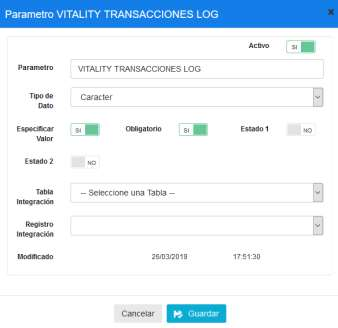 Parametro VITALITY TRANSACCIONES LOG
×
Activo SI
Parametro VITALITY TRANSACCIONES LOG
Tipo de Dato Caracter
Especificar Valor SI Obligatorio SI Estado 1 NO
Estado 2 NO
Tabla Integración -- Seleccione una Tabla --
Registro Integración
Modificado 26/03/2019 17:51:30
Cancelar Guardar